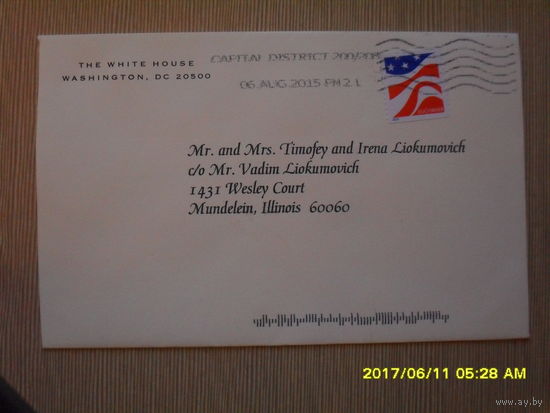 THE WHITE HOUSE
WASHINGTON, DC 20500
CAPITAL DISTRICT 200/208
06 AUG 2015 PM 2 L
Mr. and Mrs. Timofey and Irena Liokumovich
c/o Mr. Vadim Liokumovich
1431 Wesley Court
Mundelein, Illinois 60060
2017/06/11 05:28 AM
www.ay.by